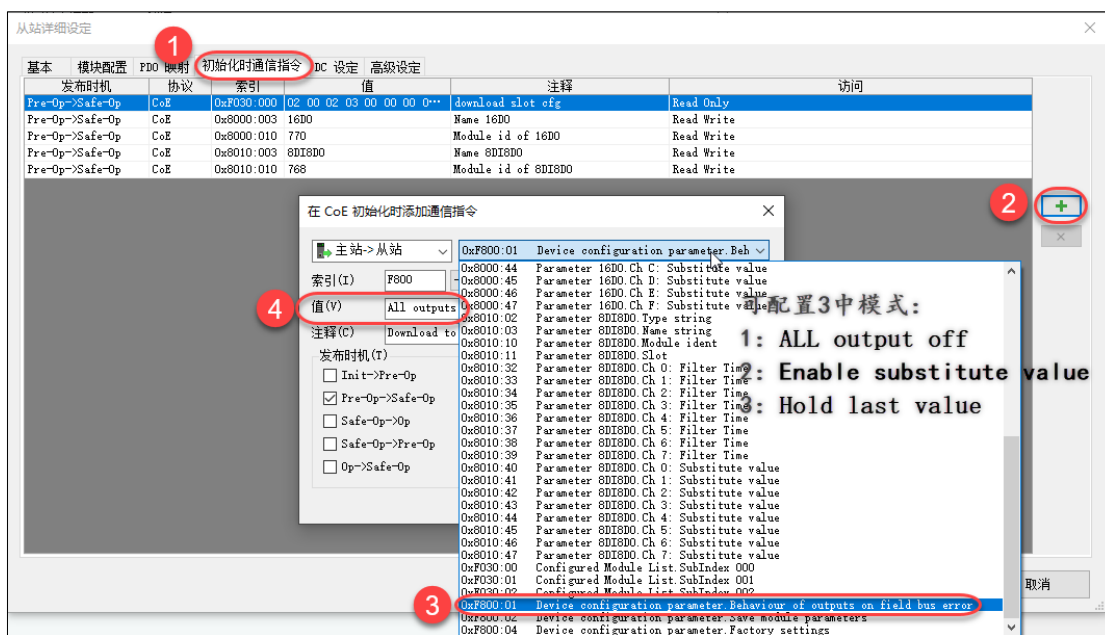 从站详细设定
1
基本 模块配置 PDO 映射 初始化时通信指令 DC 设定 高级设定
发布时机 协议 索引 值 注释 访问
Pre-Op->Safe-Op CoE 0xF030:000 02 00 02 03 00 00 00 0… download slot cfg Read Only
Pre-Op->Safe-Op CoE 0x8000:003 16DO Name 16DO Read Write
Pre-Op->Safe-Op CoE 0x8000:010 770 Module id of 16DO Read Write
Pre-Op->Safe-Op CoE 0x8010:003 8DI8DO Name 8DI8DO Read Write
Pre-Op->Safe-Op CoE 0x8010:010 768 Module id of 8DI8DO Read Write
2
在 CoE 初始化时添加通信指令
主站->从站 0xF800:01 Device configuration parameter.Beh
索引(I) F800
4
值(V) All outputs
注释(C) Download to
发布时机(T)
Init->Pre-Op
Pre-Op->Safe-Op
Safe-Op->Op
Safe-Op->Pre-Op
Op->Safe-Op
0x8000:44 Parameter 16DO.Ch C: Substitute value
0x8000:45 Parameter 16DO.Ch D: Substitute value
0x8000:46 Parameter 16DO.Ch E: Substitute value
0x8000:47 Parameter 16DO.Ch F: Substitute value
0x8010:02 Parameter 8DI8DO.Type string
0x8010:03 Parameter 8DI8DO.Name string
0x8010:10 Parameter 8DI8DO.Module ident
0x8010:11 Parameter 8DI8DO.Slot
0x8010:32 Parameter 8DI8DO.Ch 0: Filter Time
0x8010:33 Parameter 8DI8DO.Ch 1: Filter Time
0x8010:34 Parameter 8DI8DO.Ch 2: Filter Time
0x8010:35 Parameter 8DI8DO.Ch 3: Filter Time
0x8010:36 Parameter 8DI8DO.Ch 4: Filter Time
0x8010:37 Parameter 8DI8DO.Ch 5: Filter Time
0x8010:38 Parameter 8DI8DO.Ch 6: Filter Time
0x8010:39 Parameter 8DI8DO.Ch 7: Filter Time
0x8010:40 Parameter 8DI8DO.Ch 0: Substitute value
0x8010:41 Parameter 8DI8DO.Ch 1: Substitute value
0x8010:42 Parameter 8DI8DO.Ch 2: Substitute value
0x8010:43 Parameter 8DI8DO.Ch 3: Substitute value
0x8010:44 Parameter 8DI8DO.Ch 4: Substitute value
0x8010:45 Parameter 8DI8DO.Ch 5: Substitute value
0x8010:46 Parameter 8DI8DO.Ch 6: Substitute value
0x8010:47 Parameter 8DI8DO.Ch 7: Substitute value
0xF030:00 Configured Module List.SubIndex 000
0xF030:01 Configured Module List.SubIndex 001
0xF030:02 Configured Module List.SubIndex 002
3
0xF800:01 Device configuration parameter.Behaviour of outputs on field bus error
0xF800:02 Device configuration parameter.Save module parameters
0xF800:04 Device configuration parameter.Factory settings
可配置3中模式:
1: ALL output off
2: Enable substitute value
3: Hold last value
取消